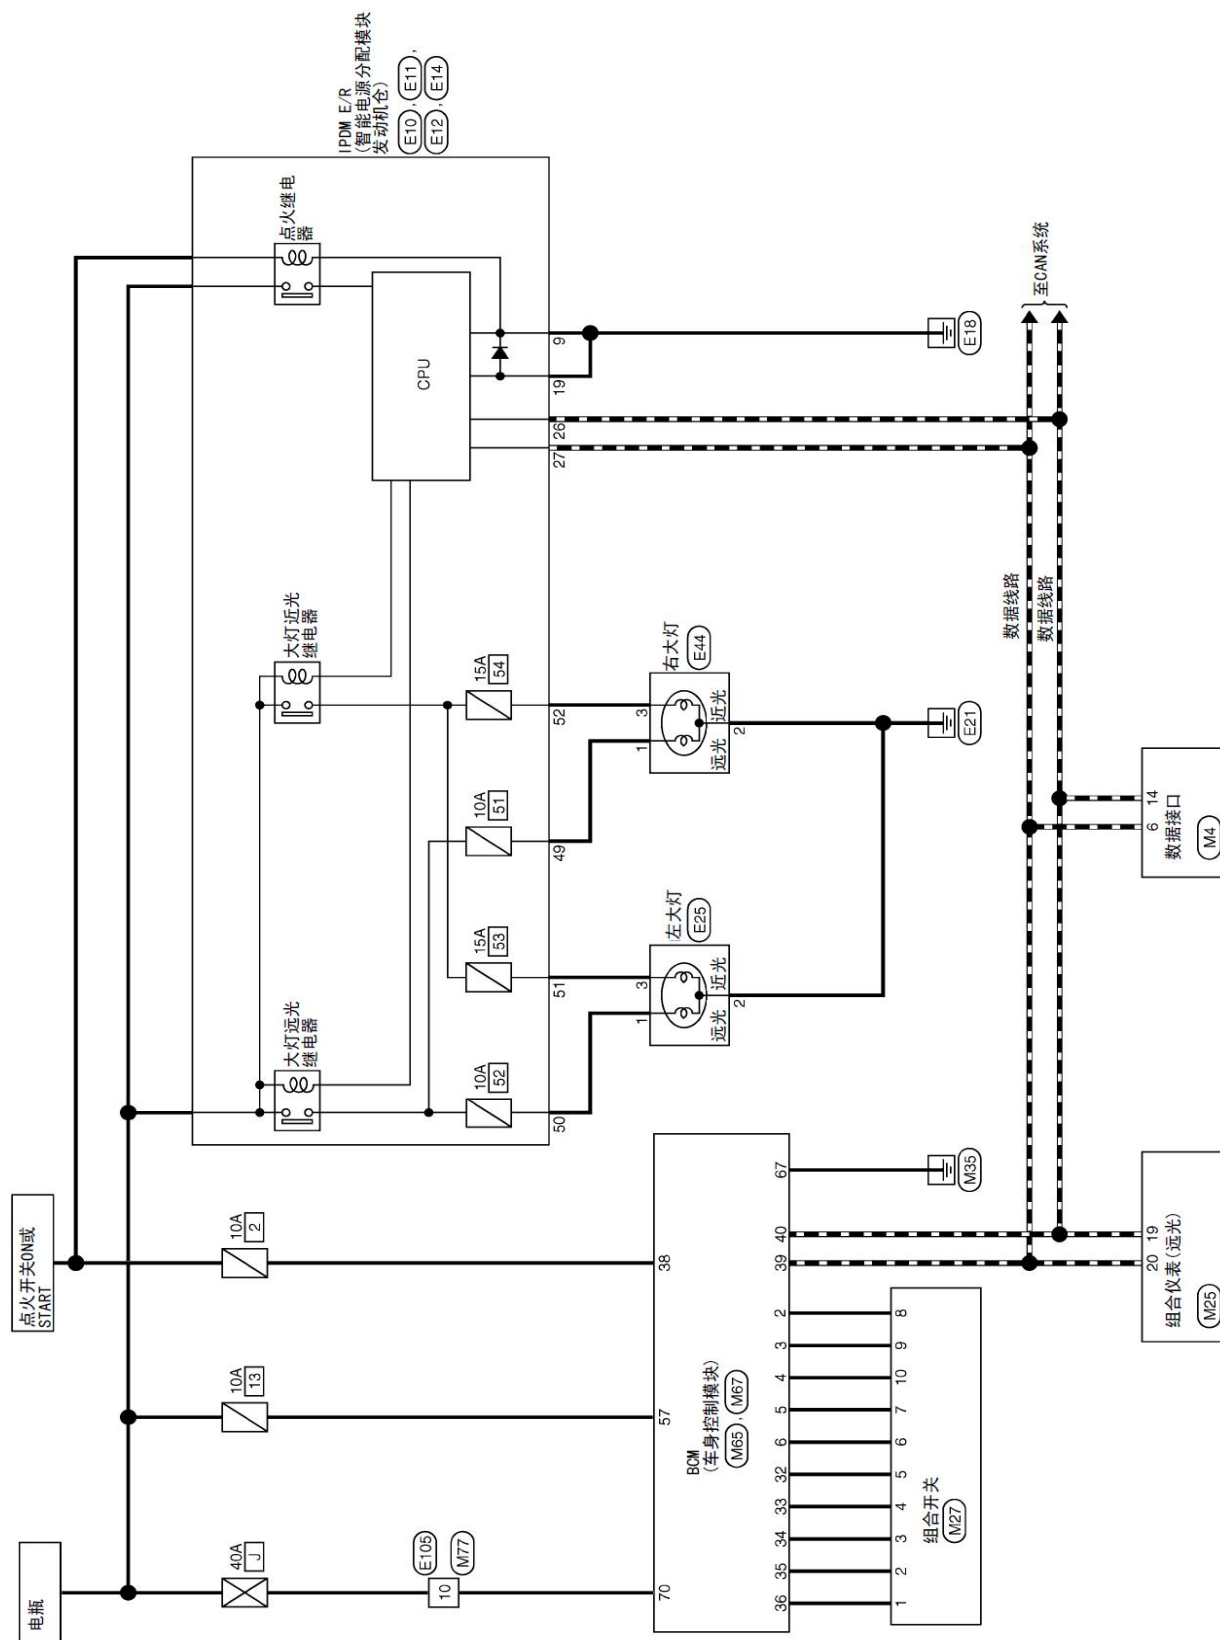 电瓶
点火开关ON或
START
40A
J
10A
13
10A
2
E105
M77
10
IPDM E/R
(智能电源分配模块
发动机仓)
E10, E11,
E12, E14
大灯远光
继电器
大灯近光
继电器
点火继电
器
CPU
10A
52
15A
53
10A
51
15A
54
50
51
49
52
27
26
19
9
左大灯
E25
1
3
远光
近光
2
右大灯
E44
1
3
远光
近光
2
E21
E18
70
57
38
BCM
(车身控制模块)
M65, M67
36
35
34
33
32
6
5
4
3
2
39
40
67
1
2
3
4
5
6
7
10
9
8
组合开关
M27
M35
数据线路
数据线路
至CAN系统
20
19
组合仪表(远光)
M25
6
14
数据接口
M4